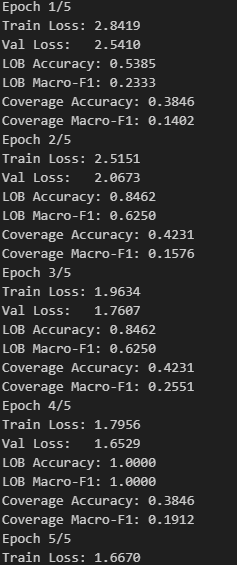 Epoch 1/5
Train Loss: 2.8419
Val Loss:   2.5410
LOB Accuracy: 0.5385
LOB Macro-F1: 0.2333
Coverage Accuracy: 0.3846
Coverage Macro-F1: 0.1402
Epoch 2/5
Train Loss: 2.5151
Val Loss:   2.0673
LOB Accuracy: 0.8462
LOB Macro-F1: 0.6250
Coverage Accuracy: 0.4231
Coverage Macro-F1: 0.1576
Epoch 3/5
Train Loss: 1.9634
Val Loss:   1.7607
LOB Accuracy: 0.8462
LOB Macro-F1: 0.6250
Coverage Accuracy: 0.4231
Coverage Macro-F1: 0.2551
Epoch 4/5
Train Loss: 1.7956
Val Loss:   1.6529
LOB Accuracy: 1.0000
LOB Macro-F1: 1.0000
Coverage Accuracy: 0.3846
Coverage Macro-F1: 0.1912
Epoch 5/5
Train Loss: 1.6670